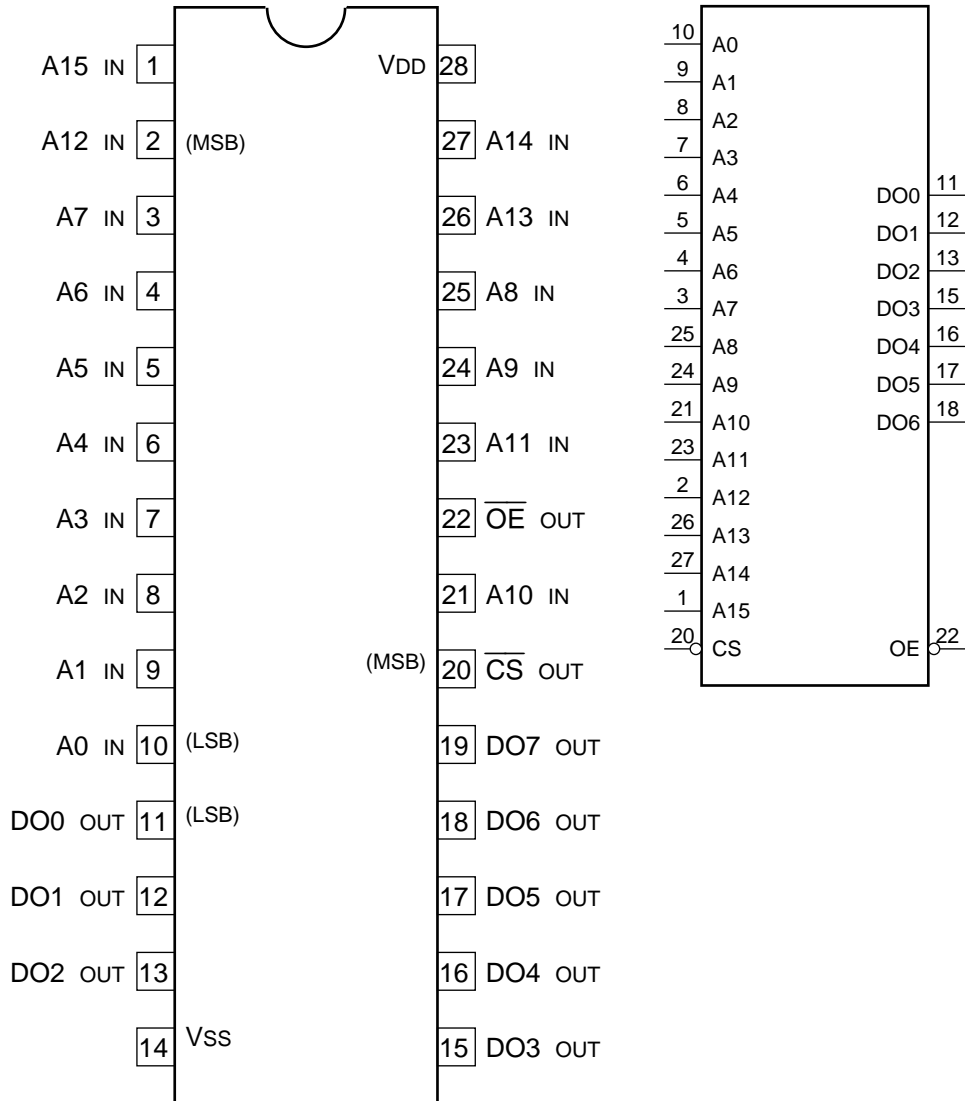 A15 IN 1 VDD 28
A12 IN 2 (MSB) 27 A14 IN
A7 IN 3 26 A13 IN
A6 IN 4 25 A8 IN
A5 IN 5 24 A9 IN
A4 IN 6 23 A11 IN
A3 IN 7 22 OE OUT
A2 IN 8 21 A10 IN
A1 IN 9 (MSB) 20 CS OUT
A0 IN 10 (LSB) 19 DO7 OUT
DO0 OUT 11 (LSB) 18 DO6 OUT
DO1 OUT 12 17 DO5 OUT
DO2 OUT 13 16 DO4 OUT
14 VSS 15 DO3 OUT
10 A0
9 A1
8 A2
7 A3
6 A4 DO0 11
5 A5 DO1 12
4 A6 DO2 13
3 A7 DO3 15
25 A8 DO4 16
24 A9 DO5 17
21 A10 DO6 18
23 A11
2 A12
26 A13
27 A14
1 A15
20 CS OE 22